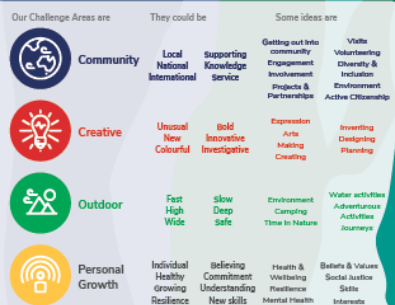 Our Challenge Areas are
They could be
Some ideas are
Community
Local
National
International
Supporting
Knowledge
Service
Getting out into
community
Engagement
Involvement
Projects &
Partnerships
Visits
Volunteering
Diversity &
Inclusion
Environment
Active Citizenship
Creative
Unusual
New
Colourful
Bold
Innovative
Investigative
Expression
Arts
Making
Creating
Inventing
Designing
Planning
Outdoor
Fast
High
Wide
Slow
Deep
Safe
Environment
Camping
Time in Nature
Water activities
Adventurous
Activities
Journeys
Personal
Growth
Individual
Healthy
Growing
Resilience
Believing
Commitment
Understanding
New skills
Health &
Wellbeing
Resilience
Mental Health
Beliefs & Values
Social Justice
Skills
Interests